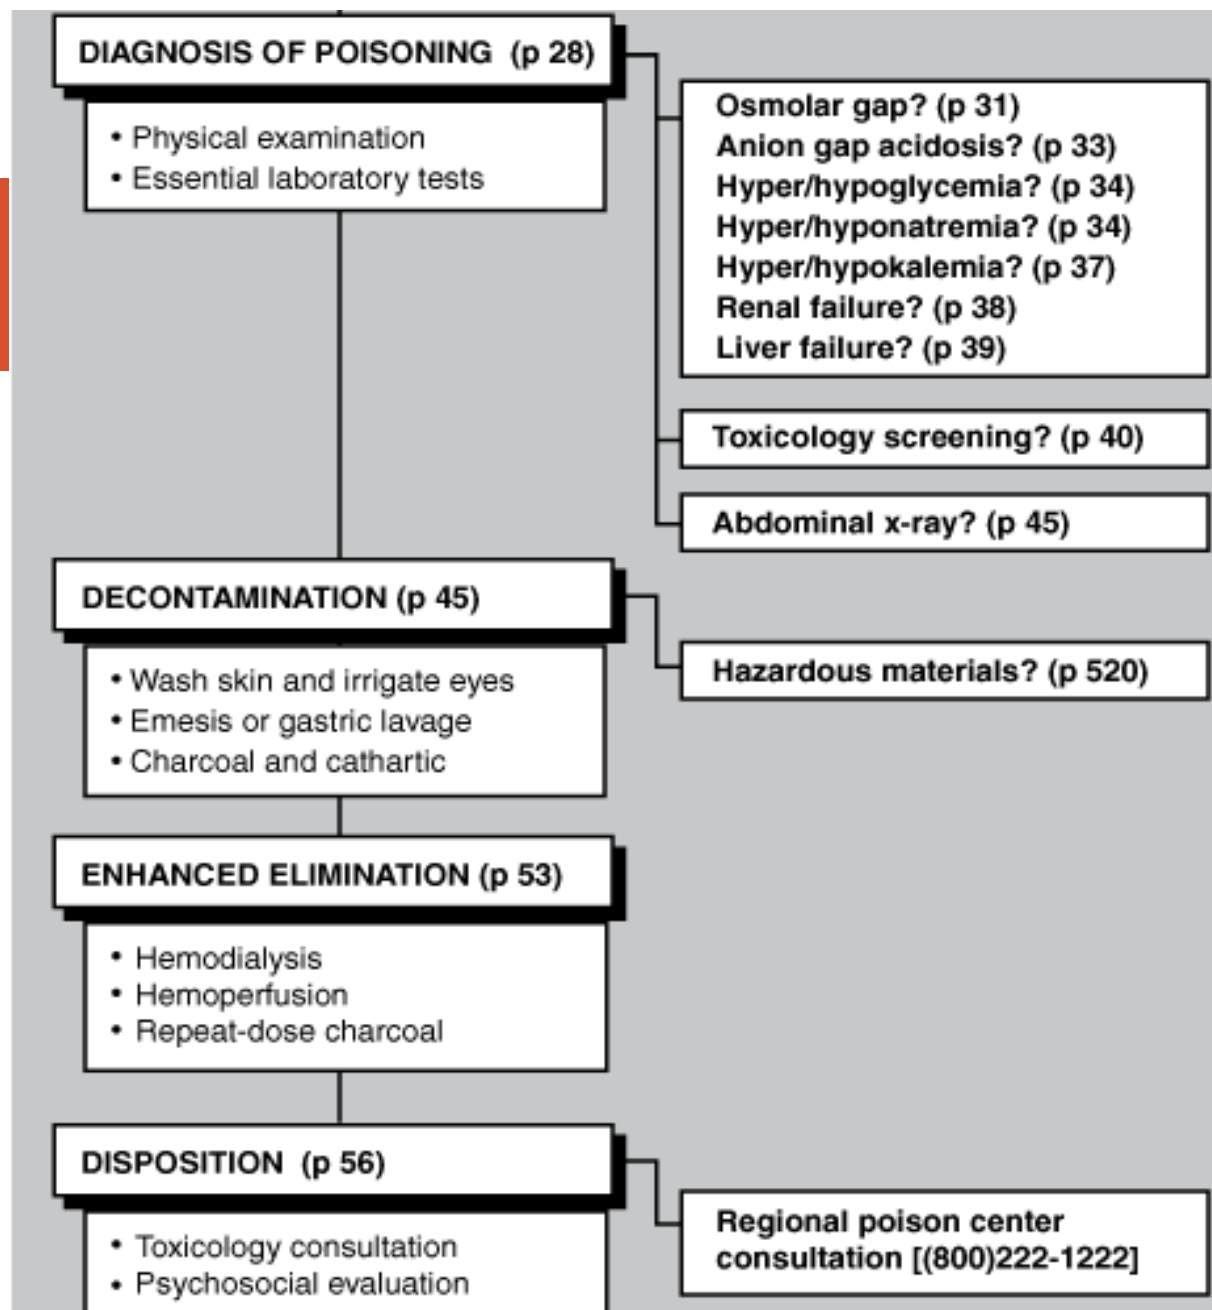 DIAGNOSIS OF POISONING (p 28)
• Physical examination
• Essential laboratory tests
Osmolar gap? (p 31)
Anion gap acidosis? (p 33)
Hyper/hypoglycemia? (p 34)
Hyper/hyponatremia? (p 34)
Hyper/hypokalemia? (p 37)
Renal failure? (p 38)
Liver failure? (p 39)
Toxicology screening? (p 40)
Abdominal x-ray? (p 45)
DECONTAMINATION (p 45)
• Wash skin and irrigate eyes
• Emesis or gastric lavage
• Charcoal and cathartic
Hazardous materials? (p 520)
ENHANCED ELIMINATION (p 53)
• Hemodialysis
• Hemoperfusion
• Repeat-dose charcoal
DISPOSITION (p 56)
• Toxicology consultation
• Psychosocial evaluation
Regional poison center
consultation [(800)222-1222]